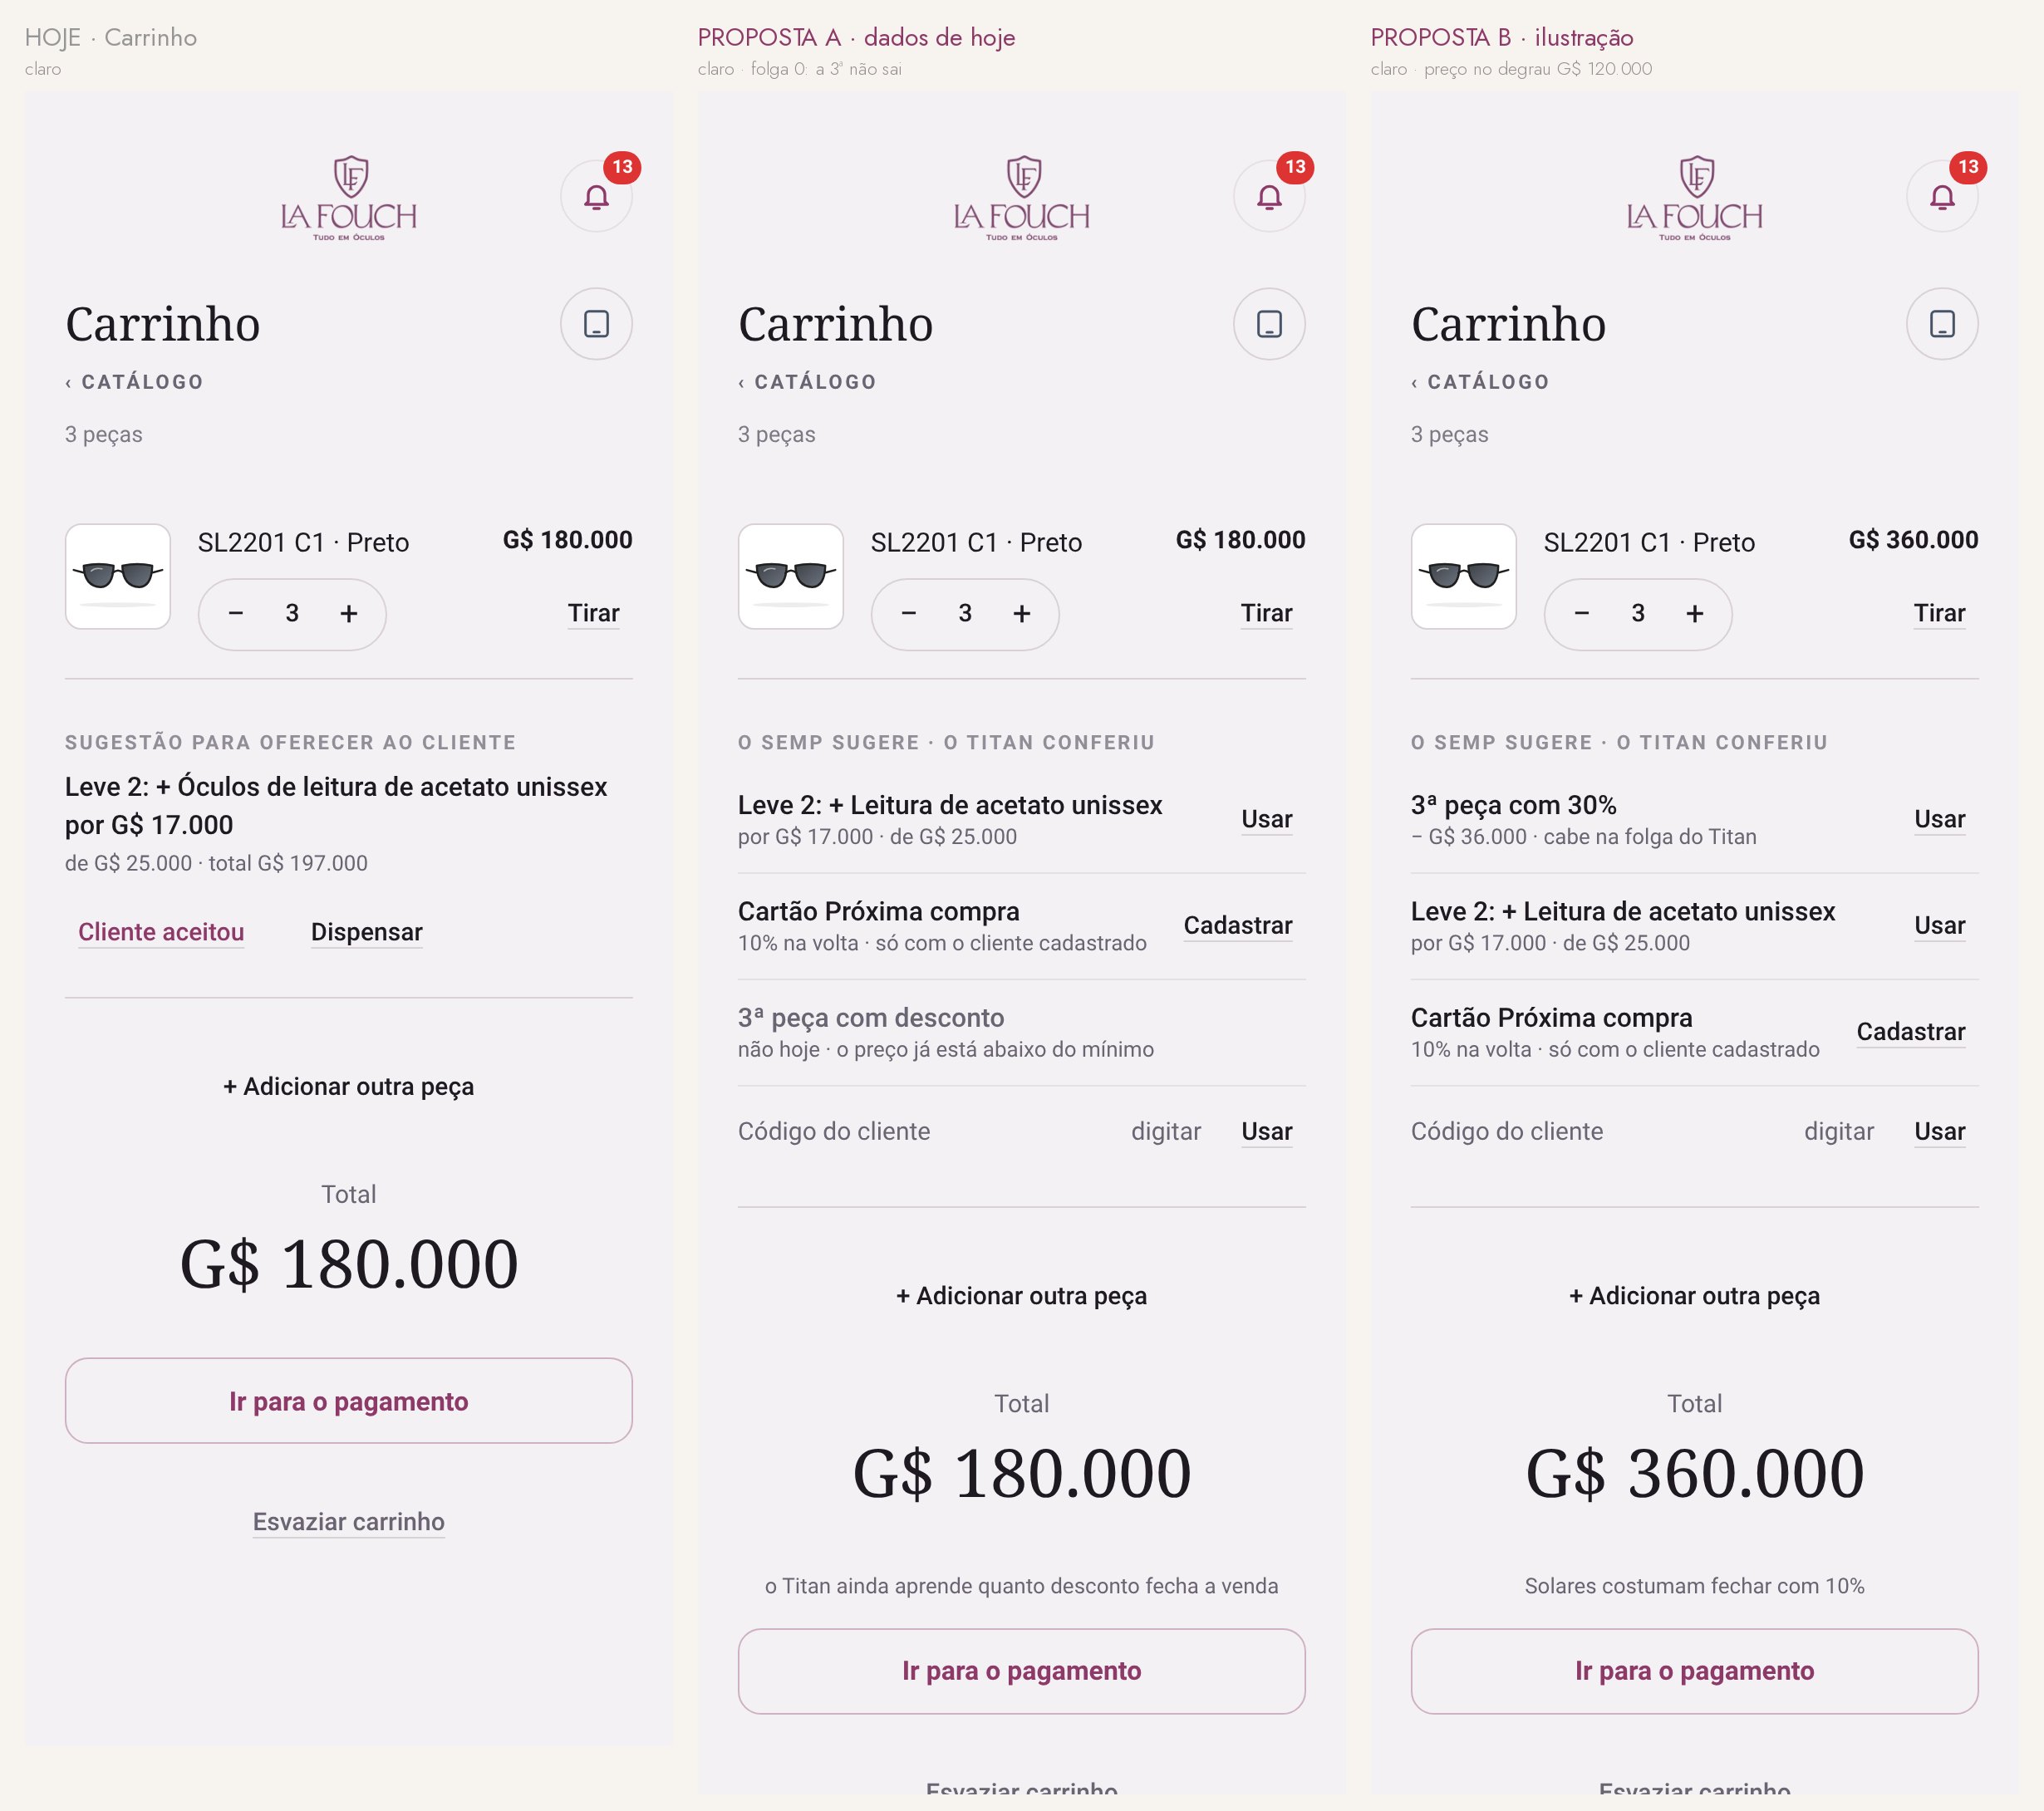 HOJE · Carrinho
claro
LA FOUCH
TUDO EM ÓCULOS
13
Carrinho
‹ CATÁLOGO
3 peças
SL2201 C1 · Preto
G$ 180.000
− 3 +
Tirar
SUGESTÃO PARA OFERECER AO CLIENTE
Leve 2: + Óculos de leitura de acetato unissex
por G$ 17.000
de G$ 25.000 · total G$ 197.000
Cliente aceitou
Dispensar
+ Adicionar outra peça
Total
G$ 180.000
Ir para o pagamento
Esvaziar carrinho
PROPOSTA A · dados de hoje
claro · folga 0: a 3ª não sai
LA FOUCH
TUDO EM ÓCULOS
13
Carrinho
‹ CATÁLOGO
3 peças
SL2201 C1 · Preto
G$ 180.000
− 3 +
Tirar
O SEMP SUGERE · O TITAN CONFERIU
Leve 2: + Leitura de acetato unissex
por G$ 17.000 · de G$ 25.000
Usar
Cartão Próxima compra
10% na volta · só com o cliente cadastrado
Cadastrar
3ª peça com desconto
não hoje · o preço já está abaixo do mínimo
Código do cliente
digitar
Usar
+ Adicionar outra peça
Total
G$ 180.000
o Titan ainda aprende quanto desconto fecha a venda
Ir para o pagamento
Esvaziar carrinho
PROPOSTA B · ilustração
claro · preço no degrau G$ 120.000
LA FOUCH
TUDO EM ÓCULOS
13
Carrinho
‹ CATÁLOGO
3 peças
SL2201 C1 · Preto
G$ 360.000
− 3 +
Tirar
O SEMP SUGERE · O TITAN CONFERIU
3ª peça com 30%
− G$ 36.000 · cabe na folga do Titan
Usar
Leve 2: + Leitura de acetato unissex
por G$ 17.000 · de G$ 25.000
Usar
Cartão Próxima compra
10% na volta · só com o cliente cadastrado
Cadastrar
Código do cliente
digitar
Usar
+ Adicionar outra peça
Total
G$ 360.000
Solares costumam fechar com 10%
Ir para o pagamento
Esvaziar carrinho